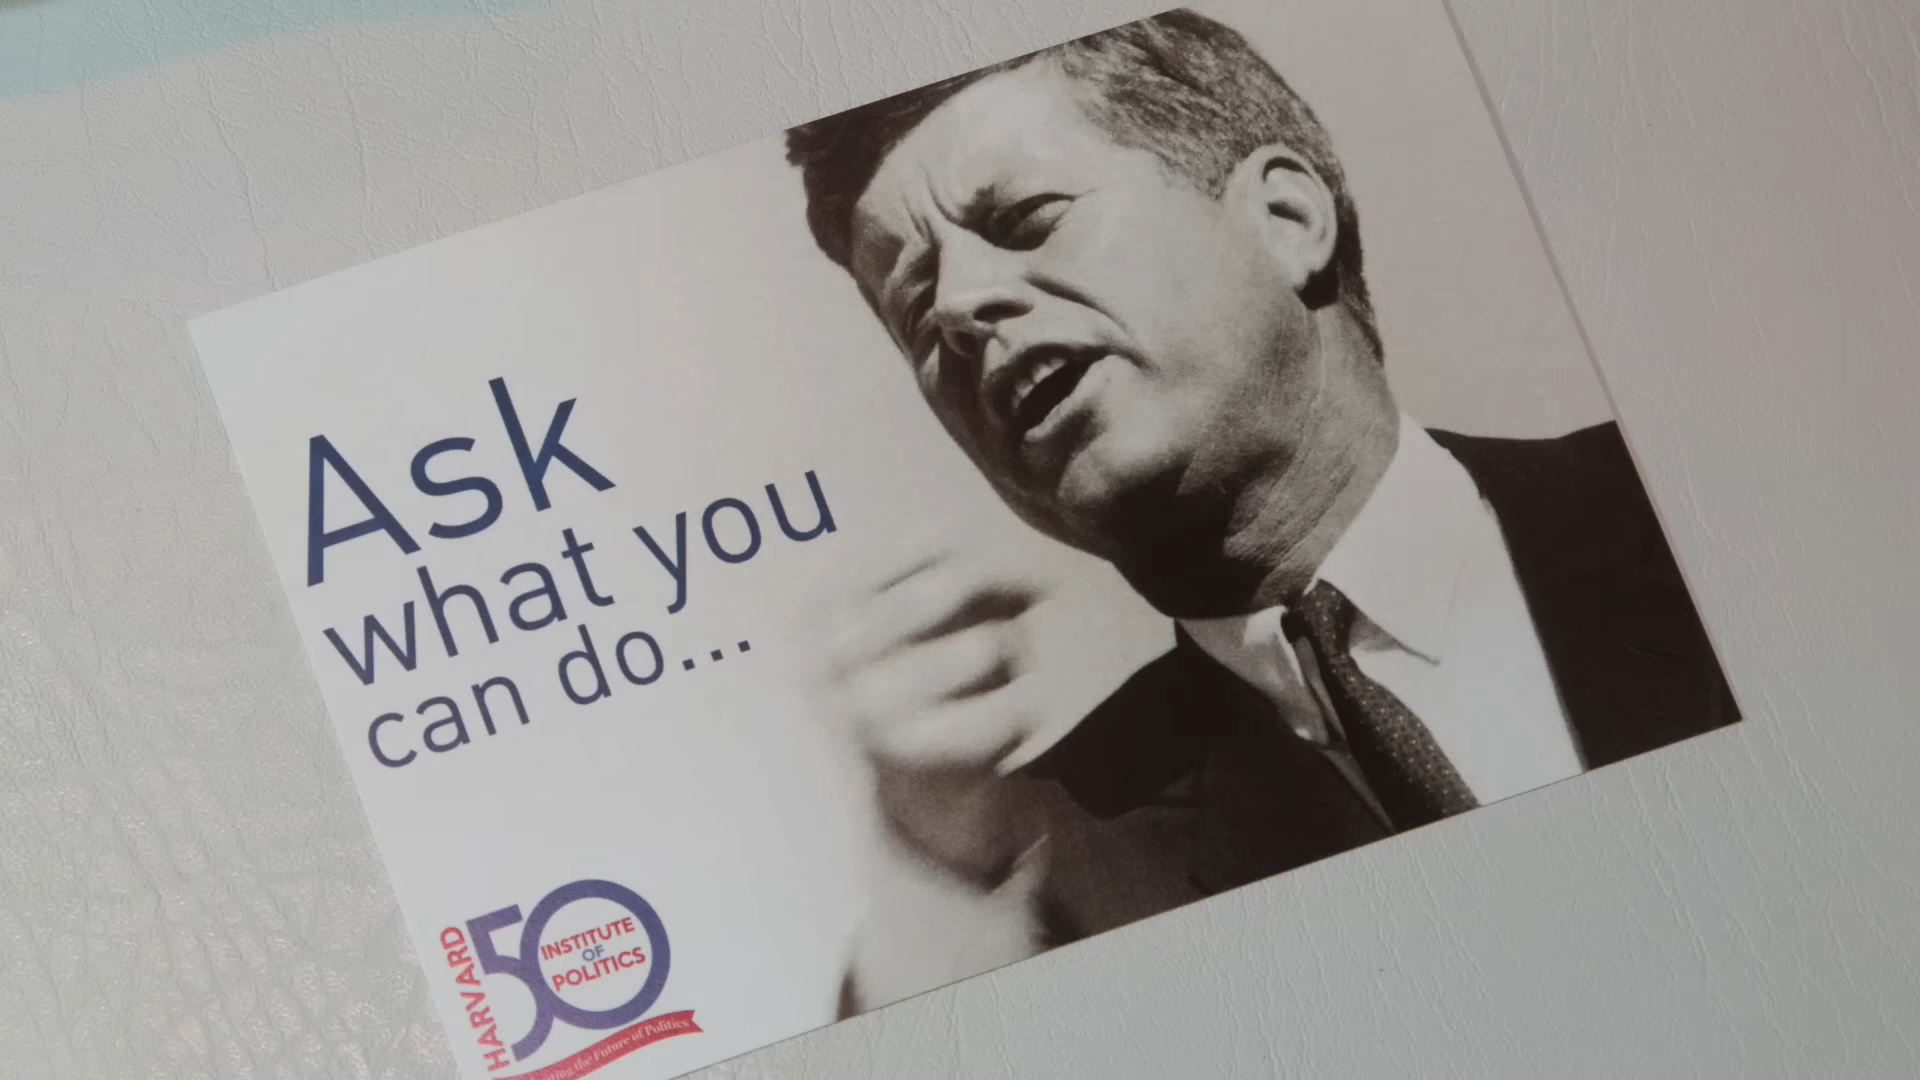 Ask
what you
can do...
HARVARD
50
INSTITUTE
OF
POLITICS
the Future of Politics